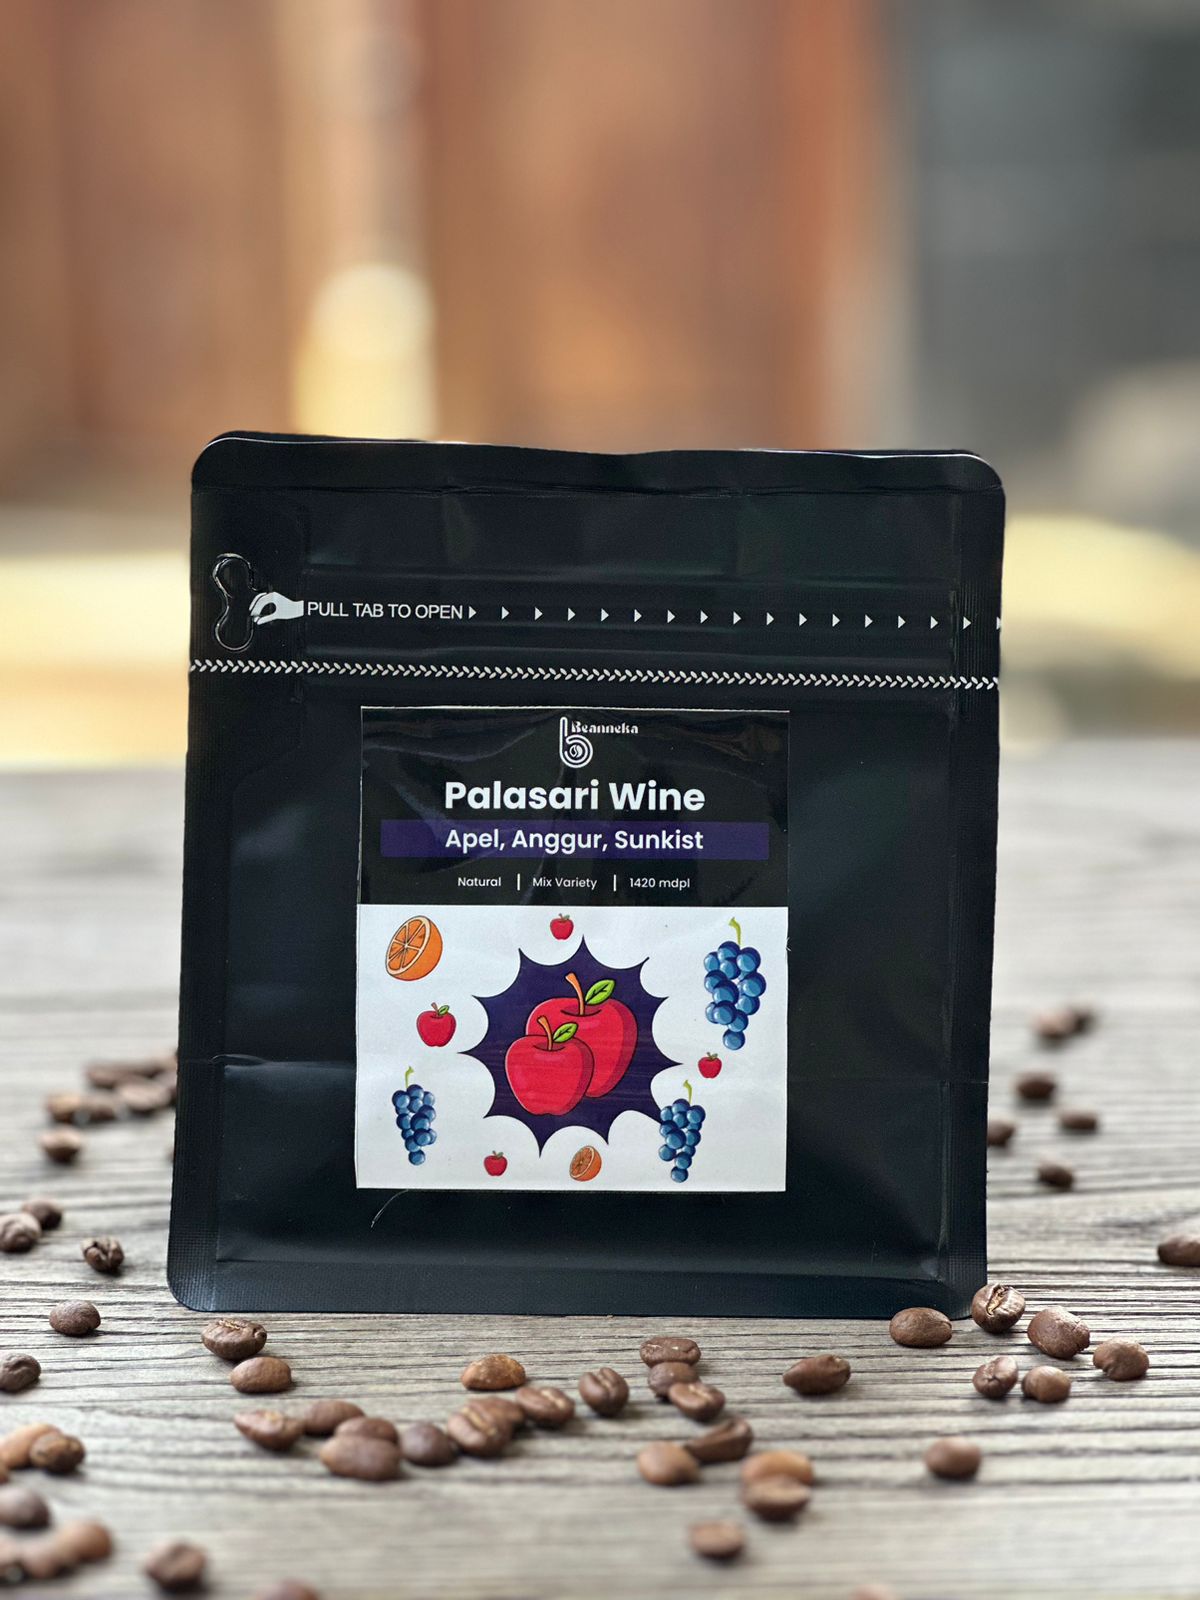 PULL TAB TO OPEN
Beanneka
Palasari Wine
Apel, Anggur, Sunkist
Natural | Mix Variety | 1420 mdpl